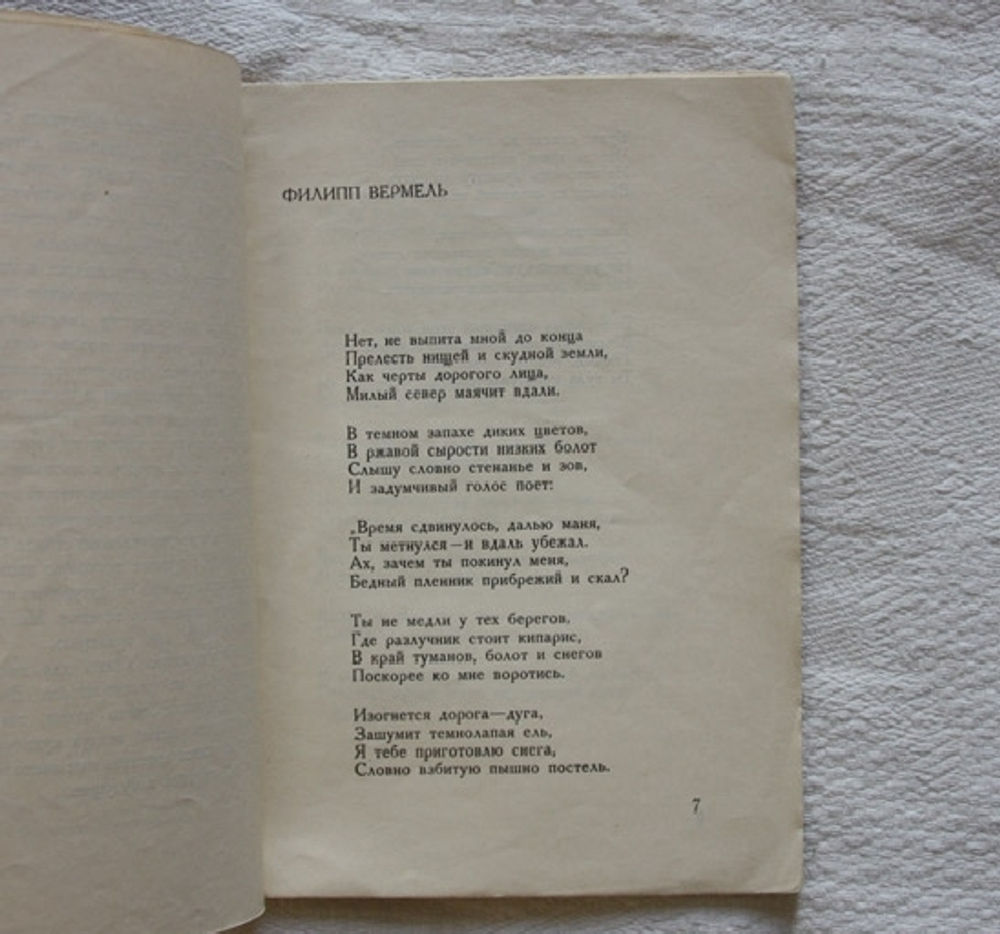 ФИЛИПП ВЕРМЕЛЬ
Нет, не выпита мной до конца
Прелесть нищей и скудной земли,
Как черты дорогого лица,
Милый север маячит вдали.
В темном запахе диких цветов,
В ржавой сырости низких болот
Слышу словно стенанье и зов,
И задумчивый голос поет:
„Время сдвинулось, далью маня,
Ты метнулся—и вдаль убежал.
Ах, зачем ты покинул меня,
Бедный пленник прибрежий и скал?
Ты не медли у тех берегов,
Где разлучник стоит кипарис,
В край туманов, болот и снегов
Поскорее ко мне воротись.
Изогнется дорога—дуга,
Зашумит темнолапая ель,
Я тебе приготовлю снега,
Словно взбитую пышно постель.
7